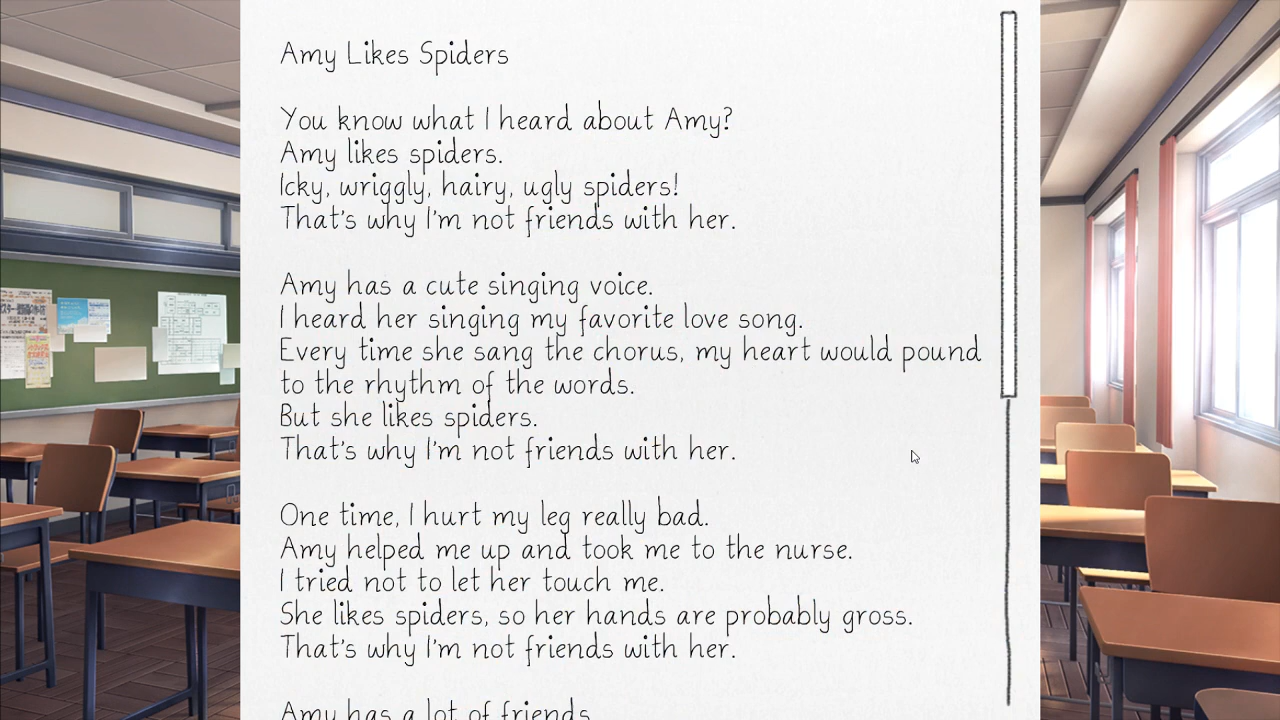 Amy Likes Spiders
You know what I heard about Amy?
Amy likes spiders.
Icky, wriggly, hairy, ugly spiders!
That's why I'm not friends with her.
Amy has a cute singing voice.
I heard her singing my favorite love song.
Every time she sang the chorus, my heart would pound
to the rhythm of the words.
But she likes spiders.
That's why I'm not friends with her.
One time, I hurt my leg really bad.
Amy helped me up and took me to the nurse.
I tried not to let her touch me.
She likes spiders, so her hands are probably gross.
That's why I'm not friends with her.
Amy has a lot of friends